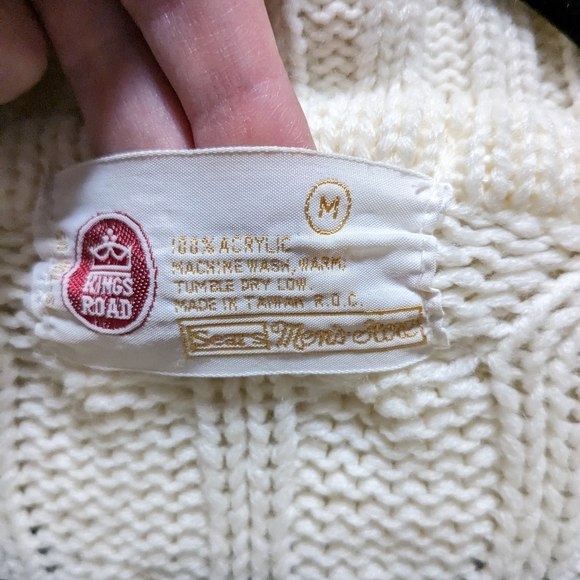 M
KINGS
ROAD
100% ACRYLIC
MACHINE WASH, WARM,
TUMBLE DRY LOW.
MADE IN TAIWAN R.O.C.
Sears Men's Store